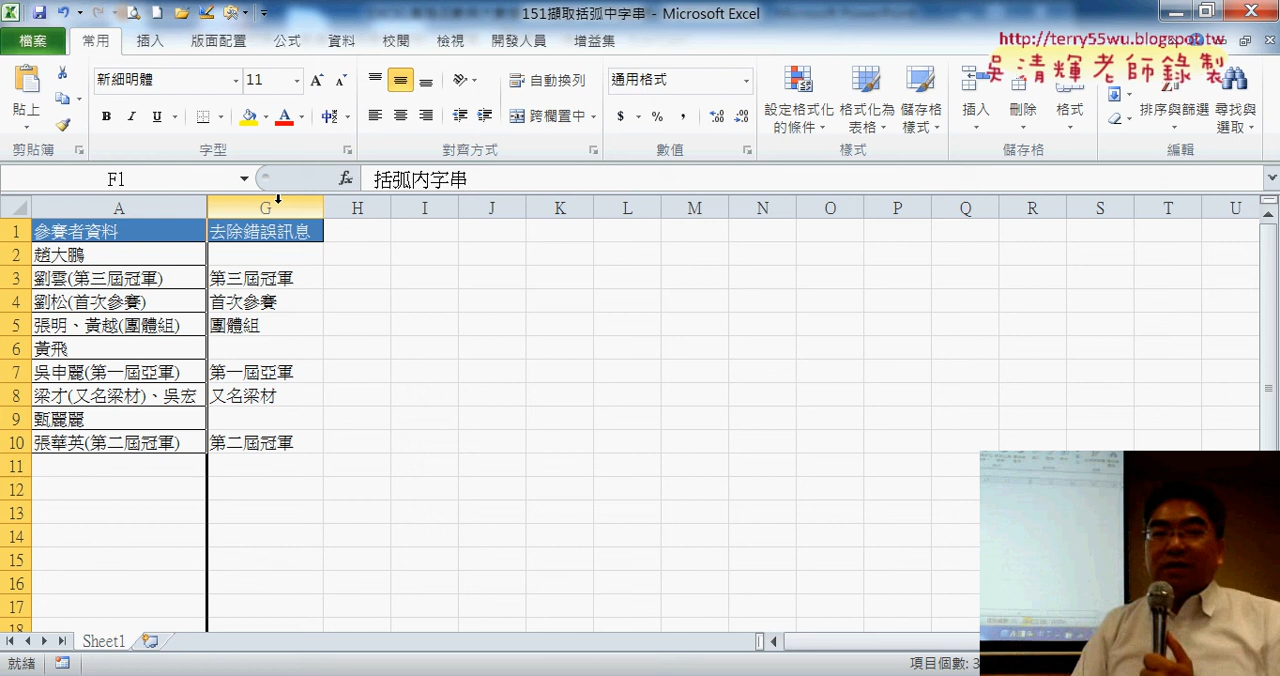 151擷取括弧中字串 - Microsoft Excel
http://terry55wu.blogspot.tw
吳清輝老師錄製
檔案 常用 插入 版面配置 公式 資料 校閱 檢視 開發人員 增益集
新細明體 11 自動換列 通用格式
貼上 B I U 跨欄置中 $ % , 設定格式化的條件 格式化為表格 儲存格樣式 插入 刪除 格式 排序與篩選 尋找與選取
剪貼簿 字型 對齊方式 數值 樣式 儲存格 編輯
F1 fx 括弧內字串
A G H I J K L M N O P Q R S T U
1 參賽者資料 去除錯誤訊息
2 趙大鵬
3 劉雲(第三屆冠軍) 第三屆冠軍
4 劉松(首次參賽) 首次參賽
5 張明、黃越(團體組) 團體組
6 黃飛
7 吳申麗(第一屆亞軍) 第一屆亞軍
8 梁才(又名梁材)、吳宏 又名梁材
9 甄麗麗
10 張華英(第二屆冠軍) 第二屆冠軍
11
12
13
14
15
16
17
18
Sheet1
就緒 項目個數: 3